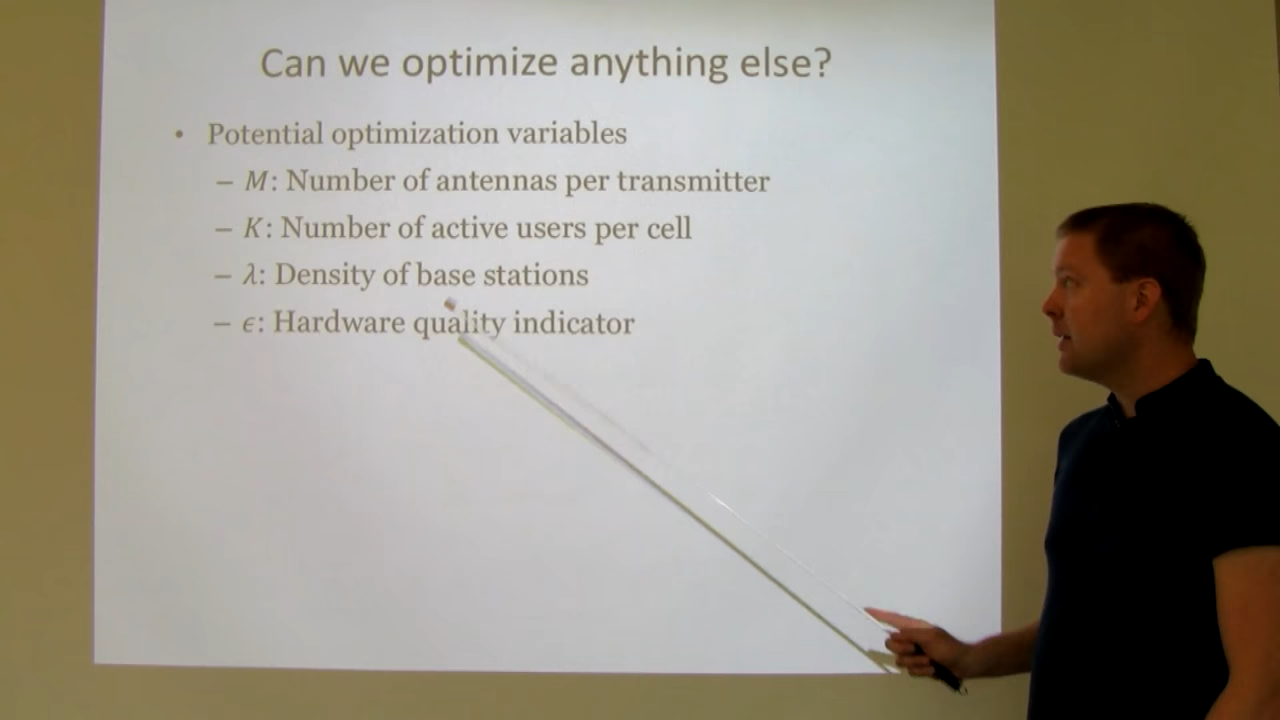 Can we optimize anything else?
• Potential optimization variables
– M: Number of antennas per transmitter
– K: Number of active users per cell
– λ: Density of base stations
– ϵ: Hardware quality indicator